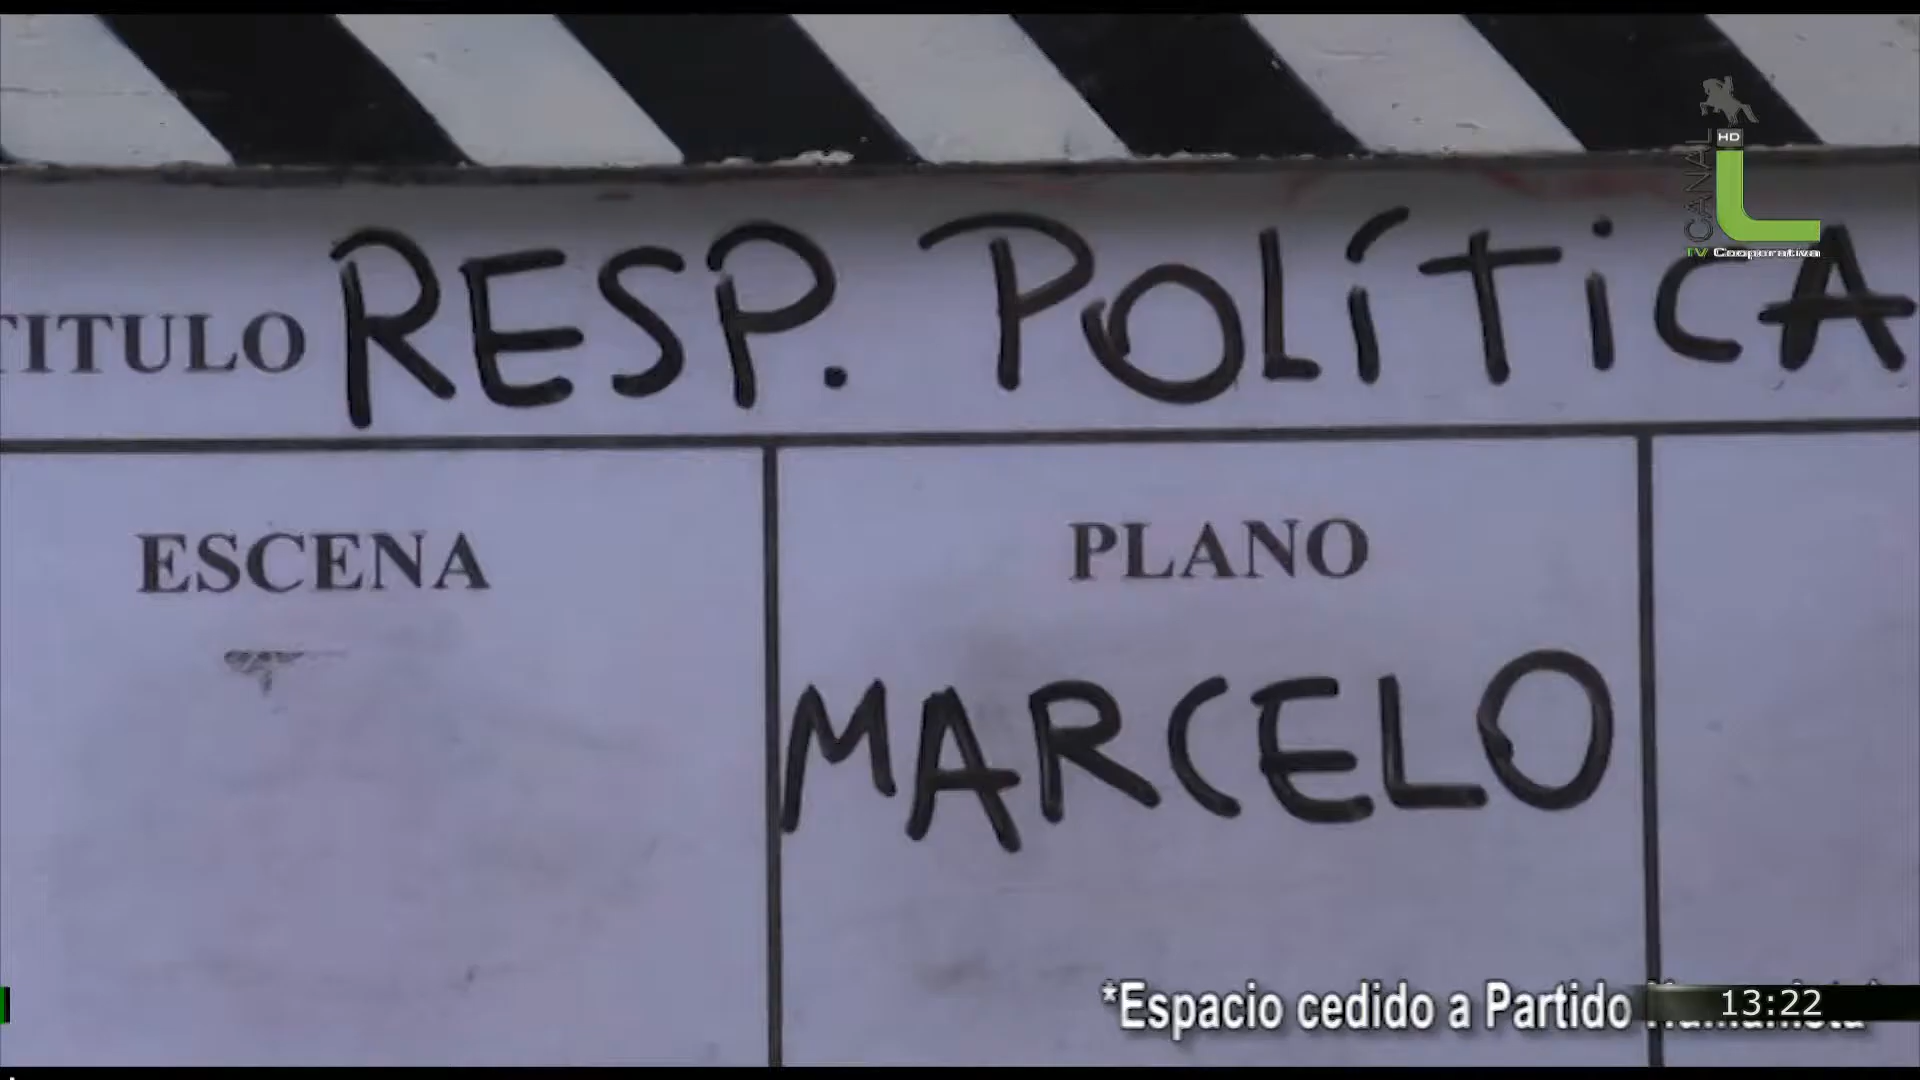 HD
CANAL
TV Cooperativa
TITULO RESP. POLíTiCA
ESCENA
PLANO
MARCELO
*Espacio cedido a Partido
13:22